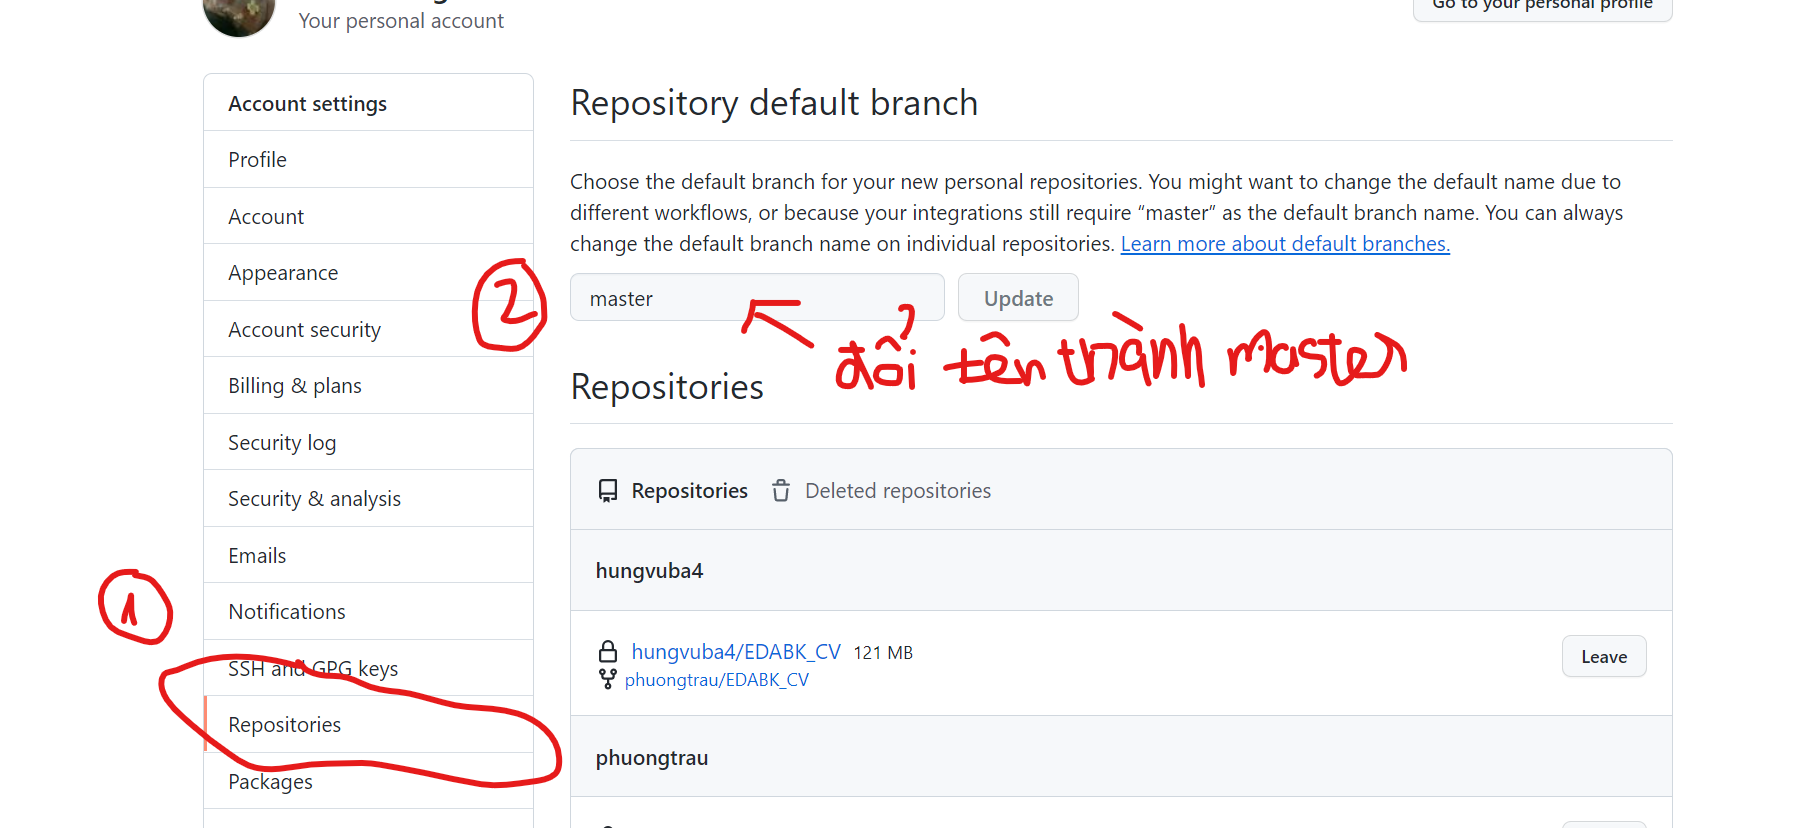 Your personal account
Go to your personal profile
Account settings
Profile
Account
Appearance
Account security
Billing & plans
Security log
Security & analysis
Emails
Notifications
SSH and GPG keys
Repositories
Packages
1
Repository default branch
Choose the default branch for your new personal repositories. You might want to change the default name due to
different workflows, or because your integrations still require “master” as the default branch name. You can always
change the default branch name on individual repositories. Learn more about default branches.
2
master
Update
đổi tên thành master
Repositories
Repositories Deleted repositories
hungvuba4
hungvuba4/EDABK_CV 121 MB
Leave
phuongtrau/EDABK_CV
phuongtrau